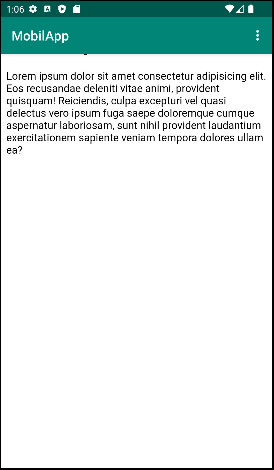 1:06
MobilApp
Lorem ipsum dolor sit amet consectetur adipisicing elit.
Eos recusandae deleniti vitae animi, provident
quisquam! Reiciendis, culpa excepturi vel quasi
delectus vero ipsum fuga saepe doloremque cumque
aspernatur laboriosam, sunt nihil provident laudantium
exercitationem sapiente veniam tempora dolores ullam
ea?